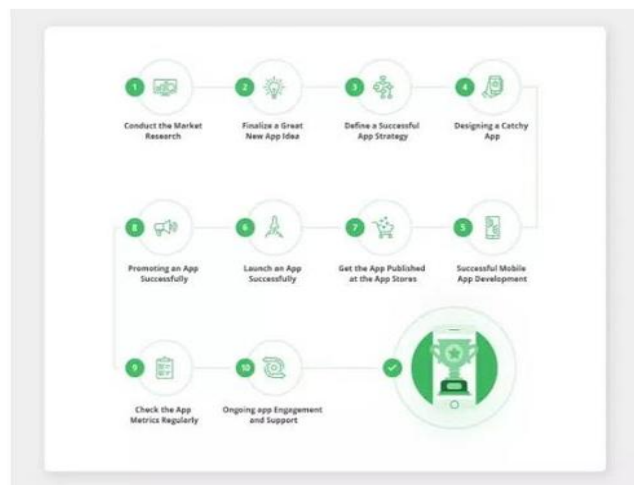 1
Conduct the Market
Research
2
Finalize a Great
New App Idea
3
Define a Successful
App Strategy
4
Designing a Catchy
App
8
Promoting an App
Successfully
6
Launch an App
Successfully
7
Get the App Published
at the App Stores
5
Successful Mobile
App Development
9
Check the App
Metrics Regularly
10
Ongoing app Engagement
and Support